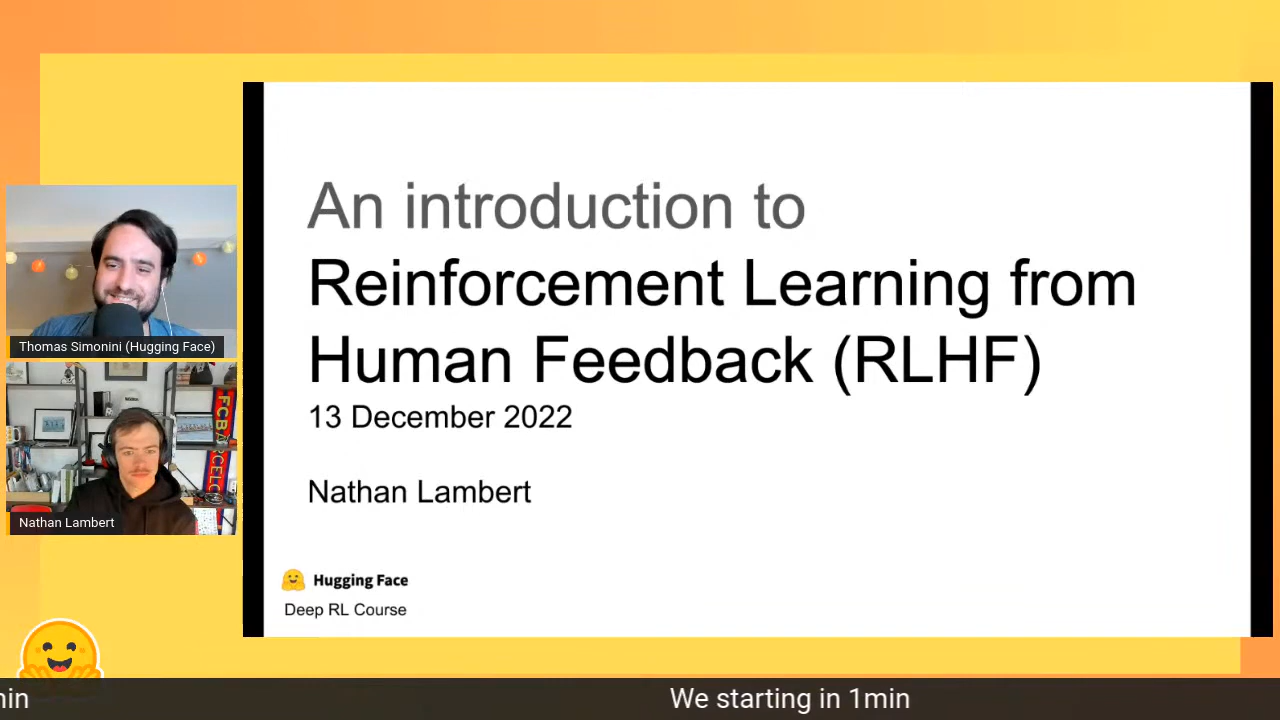 An introduction to
Reinforcement Learning from
Human Feedback (RLHF)
13 December 2022
Nathan Lambert
Hugging Face
Deep RL Course
Thomas Simonini (Hugging Face)
FCBARCELO
Nathan Lambert
We starting in 1min